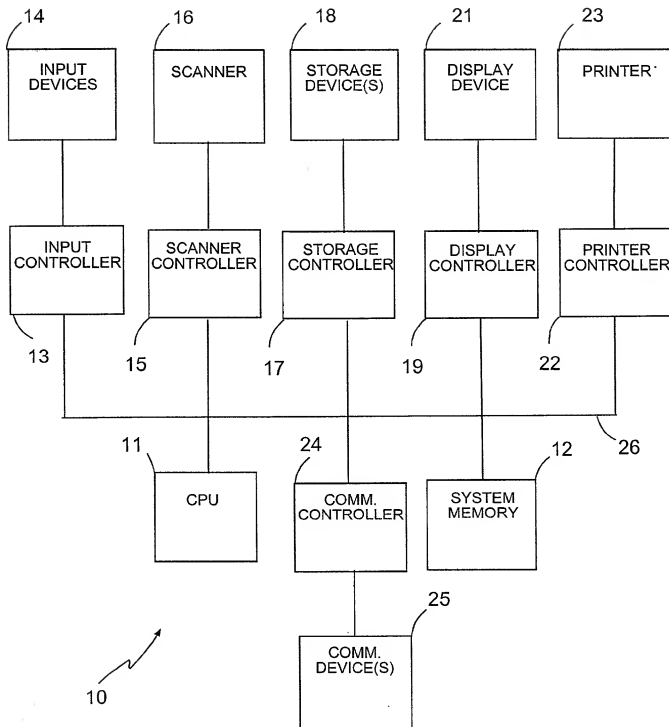 14
16
18
21
23
INPUT
DEVICES
SCANNER
STORAGE
DEVICE(S)
DISPLAY
DEVICE
PRINTER
INPUT
CONTROLLER
SCANNER
CONTROLLER
STORAGE
CONTROLLER
DISPLAY
CONTROLLER
PRINTER
CONTROLLER
13
15
17
19
22
11
24
12
26
CPU
COMM.
CONTROLLER
SYSTEM
MEMORY
25
10
COMM.
DEVICE(S)